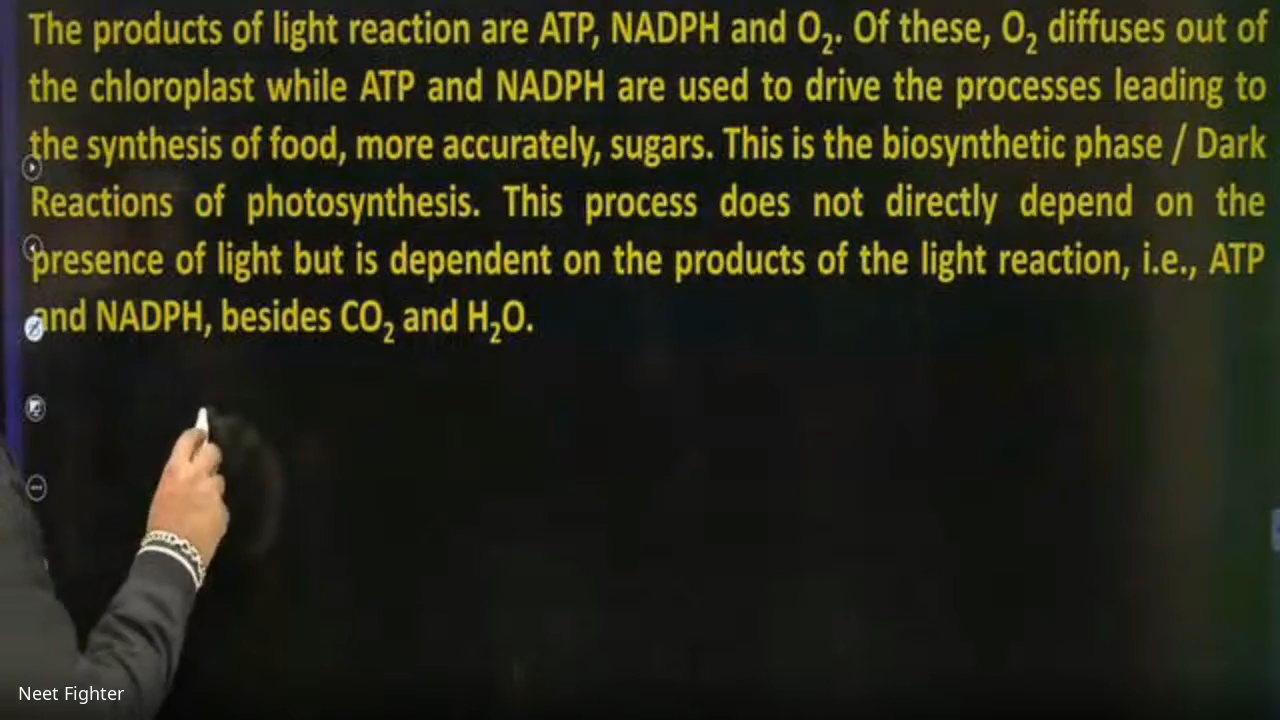 The products of light reaction are ATP, NADPH and O₂. Of these, O₂ diffuses out of
the chloroplast while ATP and NADPH are used to drive the processes leading to
the synthesis of food, more accurately, sugars. This is the biosynthetic phase / Dark
Reactions of photosynthesis. This process does not directly depend on the
presence of light but is dependent on the products of the light reaction, i.e., ATP
and NADPH, besides CO₂ and H₂O.
Neet Fighter